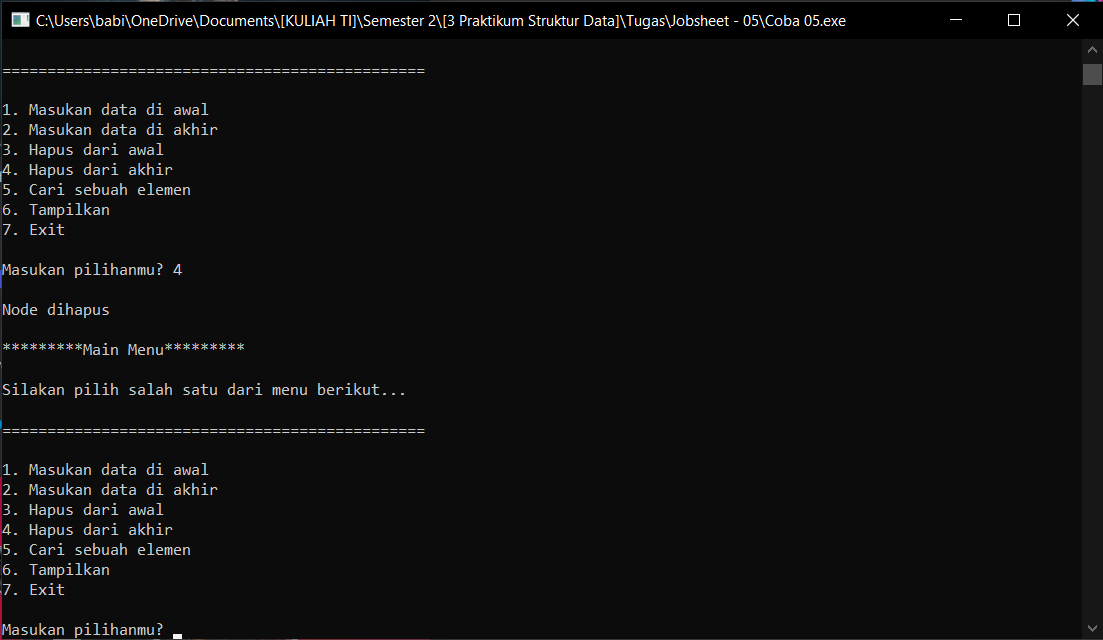 C:\Users\babi\OneDrive\Documents\[KULIAH TI]\Semester 2\[3 Praktikum Struktur Data]\Tugas\Jobsheet - 05\Coba 05.exe
===============================================
1. Masukan data di awal
2. Masukan data di akhir
3. Hapus dari awal
4. Hapus dari akhir
5. Cari sebuah elemen
6. Tampilkan
7. Exit
Masukan pilihanmu? 4
Node dihapus
*********Main Menu*********
Silakan pilih salah satu dari menu berikut...
===============================================
1. Masukan data di awal
2. Masukan data di akhir
3. Hapus dari awal
4. Hapus dari akhir
5. Cari sebuah elemen
6. Tampilkan
7. Exit
Masukan pilihanmu?